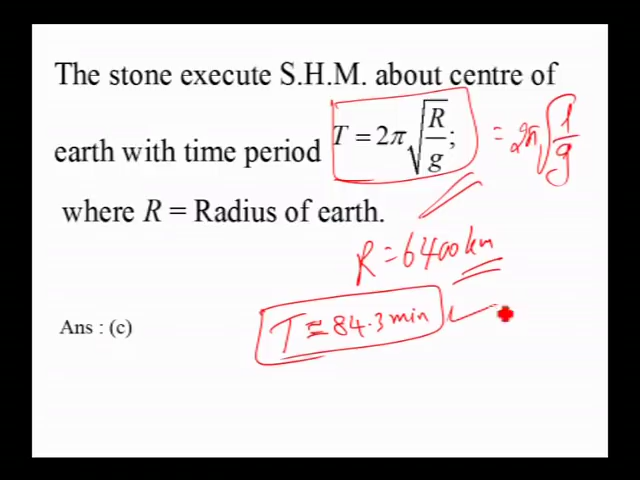 The stone execute S.H.M. about centre of
earth with time period T = 2π√(R/g); = 2π√(l/g)
where R = Radius of earth.
R = 6400 km
Ans : (c)
T ≅ 84.3 min